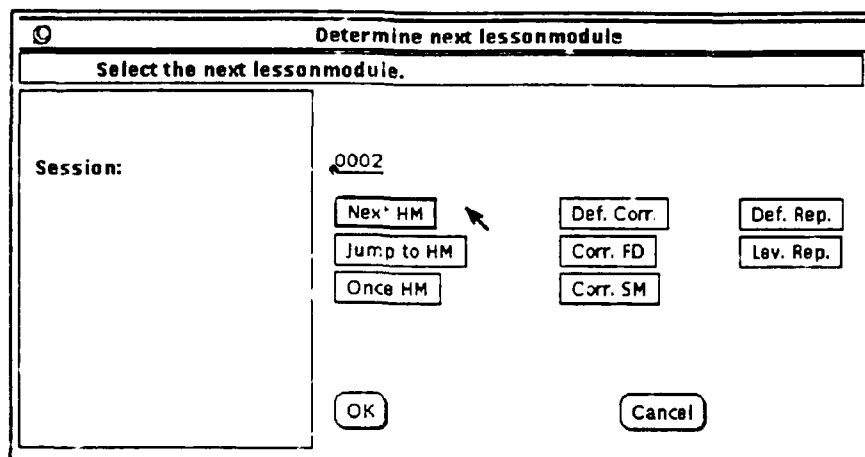 Determine next lessonmodule
Select the next lessonmodule.
Session: 0002
Next HM Def. Corr. Def. Rep.
Jump to HM Corr. FD Lev. Rep.
Once HM Corr. SM
OK Cancel